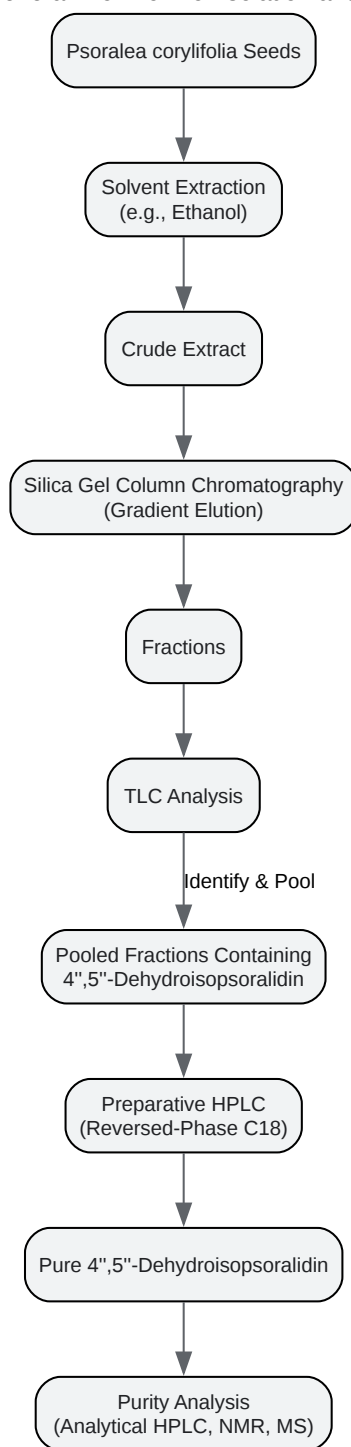 Psoralea corylifolia Seeds
Solvent Extraction
(e.g., Ethanol)
Crude Extract
Silica Gel Column Chromatography
(Gradient Elution)
Fractions
TLC Analysis
Identify & Pool
Pooled Fractions Containing
4'',5''-Dehydroisopsoralidin
Preparative HPLC
(Reversed-Phase C18)
Pure 4'',5''-Dehydroisopsoralidin
Purity Analysis
(Analytical HPLC, NMR, MS)